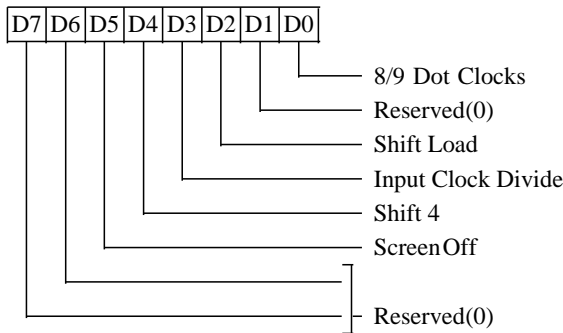 D7 D6 D5 D4 D3 D2 D1 D0
8/9 Dot Clocks
Reserved(0)
Shift Load
Input Clock Divide
Shift 4
Screen Off
Reserved(0)